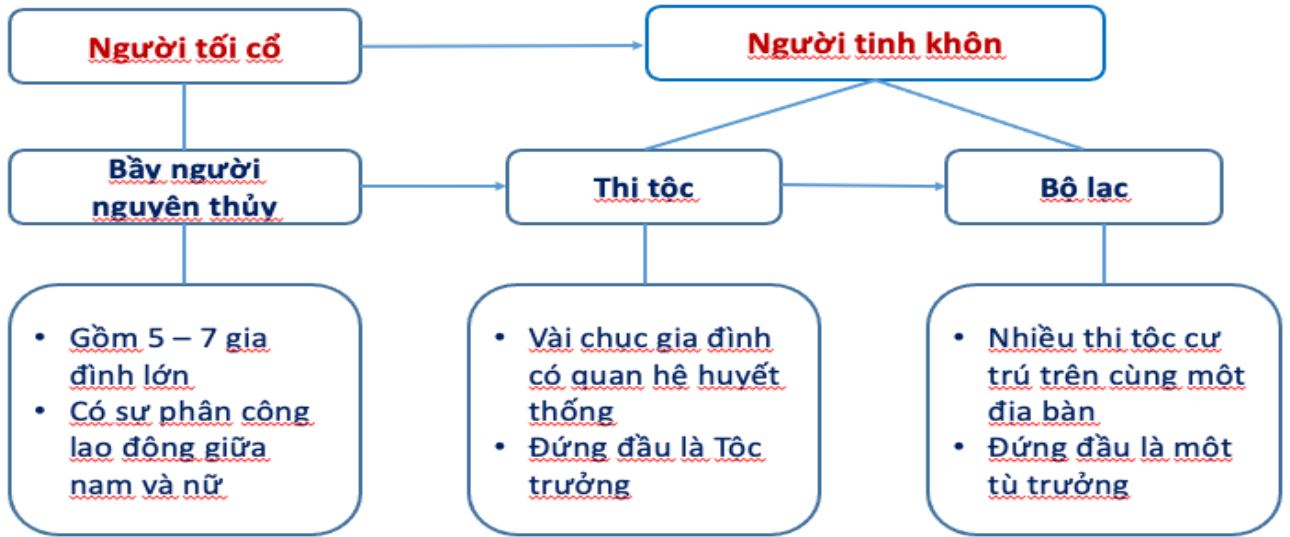 Người tối cổ
Người tinh khôn
Bầy người
nguyên thủy
Thị tộc
Bộ lạc
• Gồm 5 – 7 gia
đình lớn
• Có sự phân công
lao động giữa
nam và nữ
• Vài chục gia đình
có quan hệ huyết
thống
• Đứng đầu là Tộc
trưởng
• Nhiều thị tộc cư
trú trên cùng một
địa bàn
• Đứng đầu là một
tù trưởng